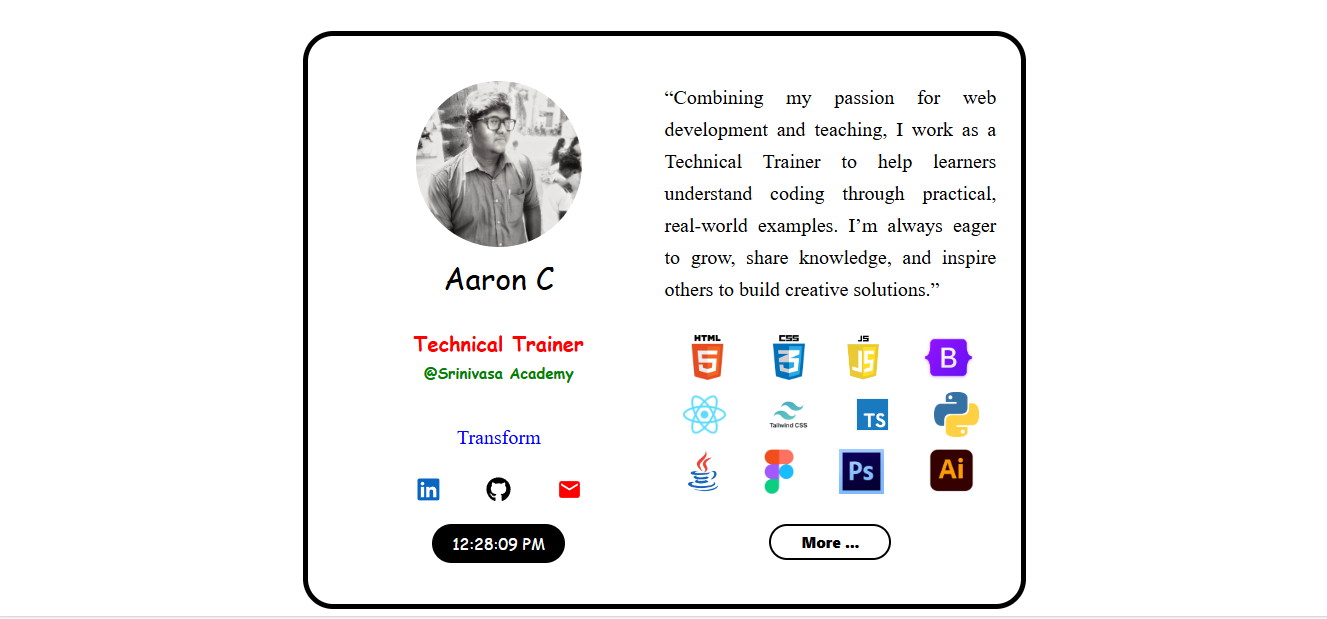 Aaron C
Technical Trainer
@Srinivasa Academy
Transform
in
12:28:09 PM
“Combining my passion for web
development and teaching, I work as a
Technical Trainer to help learners
understand coding through practical,
real-world examples. I’m always eager
to grow, share knowledge, and inspire
others to build creative solutions.”
HTML CSS JS
5 3 JS B
Tailwind CSS TS
Ps Ai
More ...